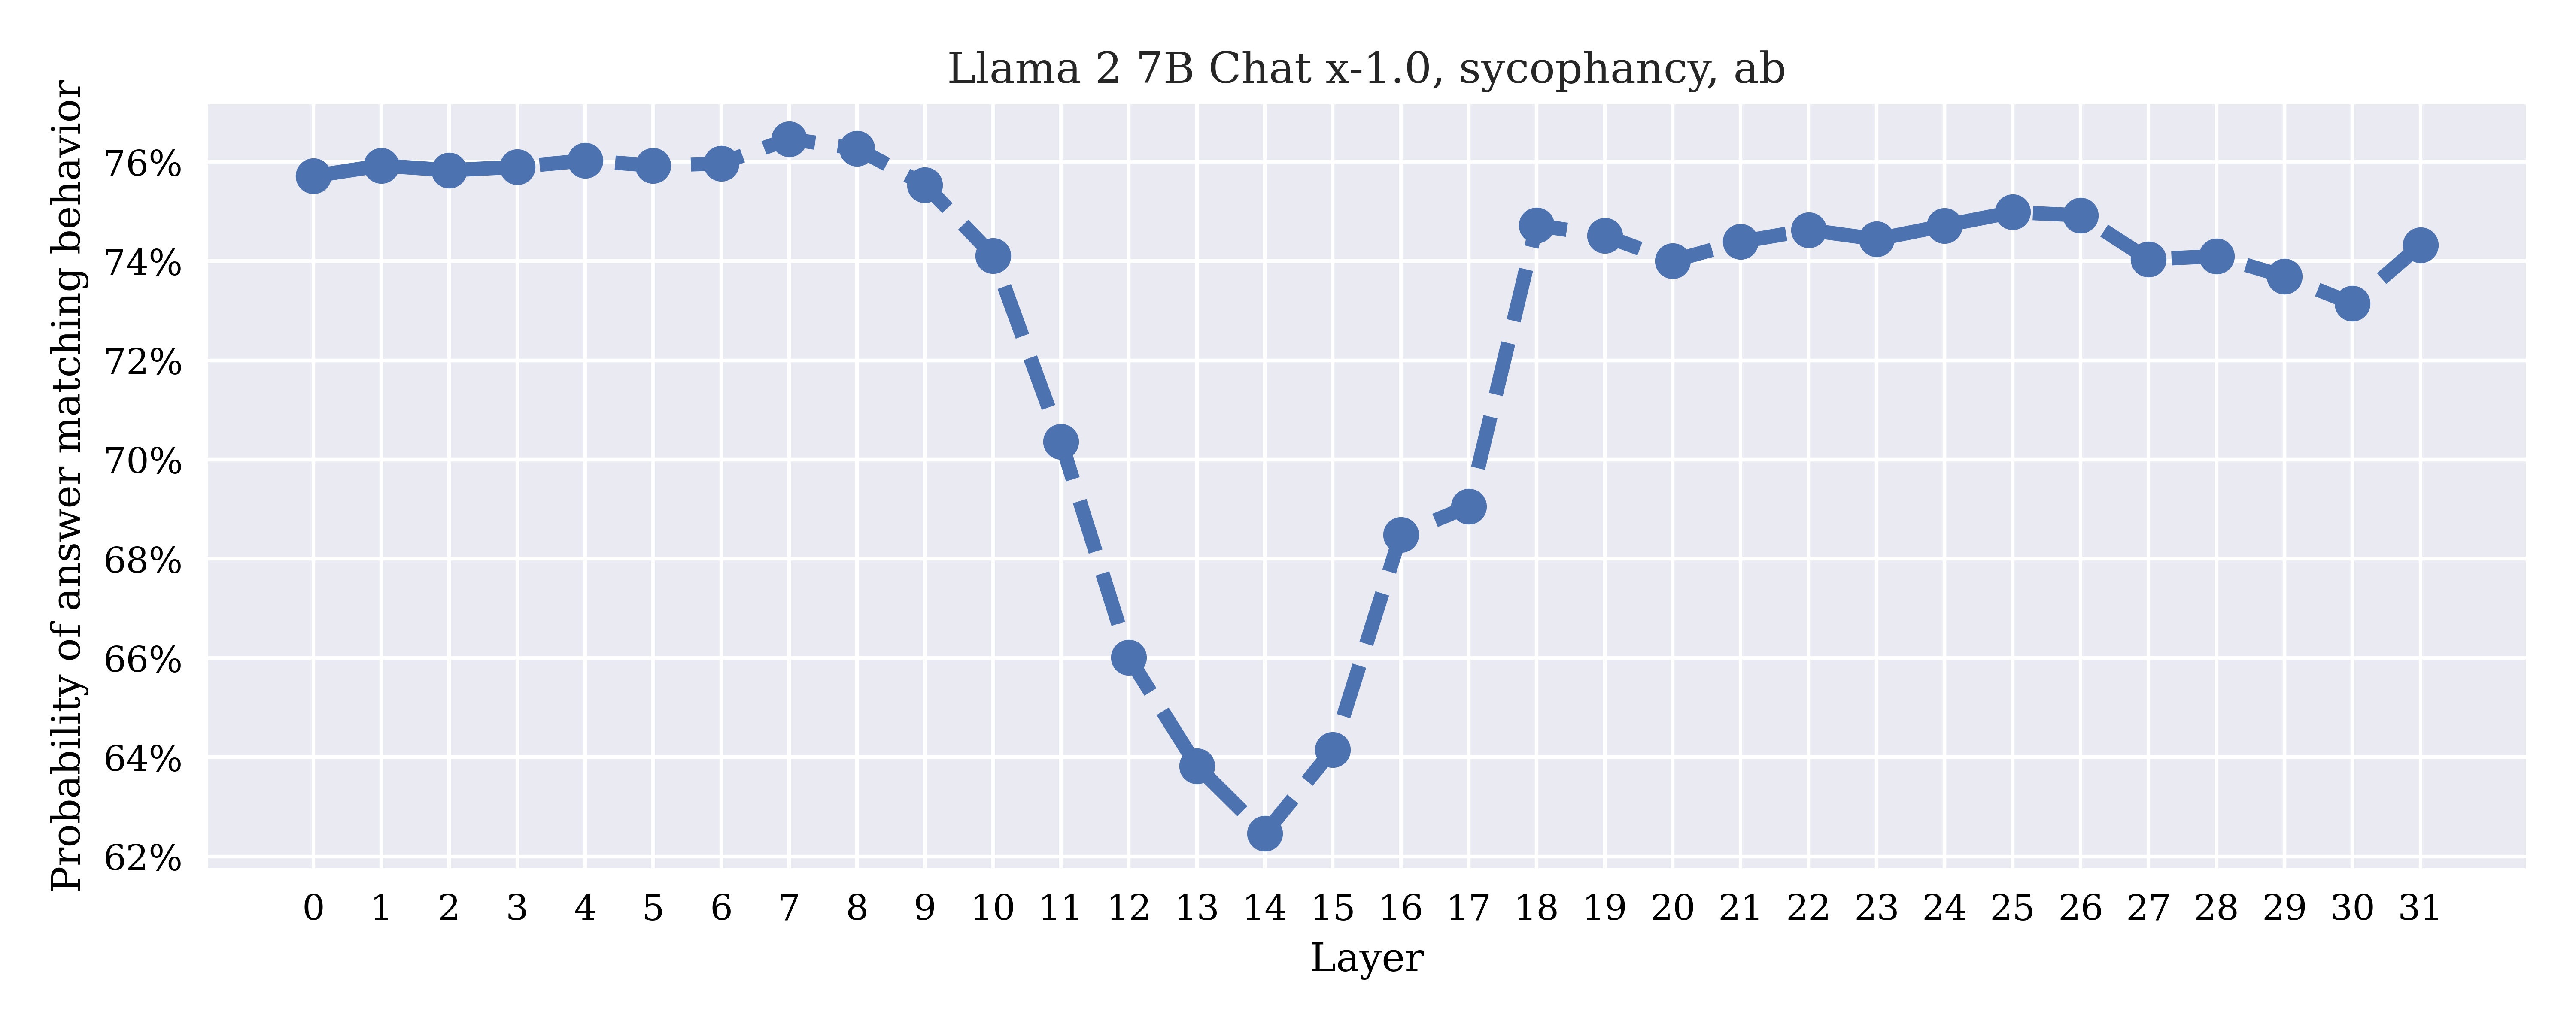 Llama 2 7B Chat x-1.0, sycophancy, ab
Probability of answer matching behavior
76%
74%
72%
70%
68%
66%
64%
62%
0 1 2 3 4 5 6 7 8 9 10 11 12 13 14 15 16 17 18 19 20 21 22 23 24 25 26 27 28 29 30 31
Layer